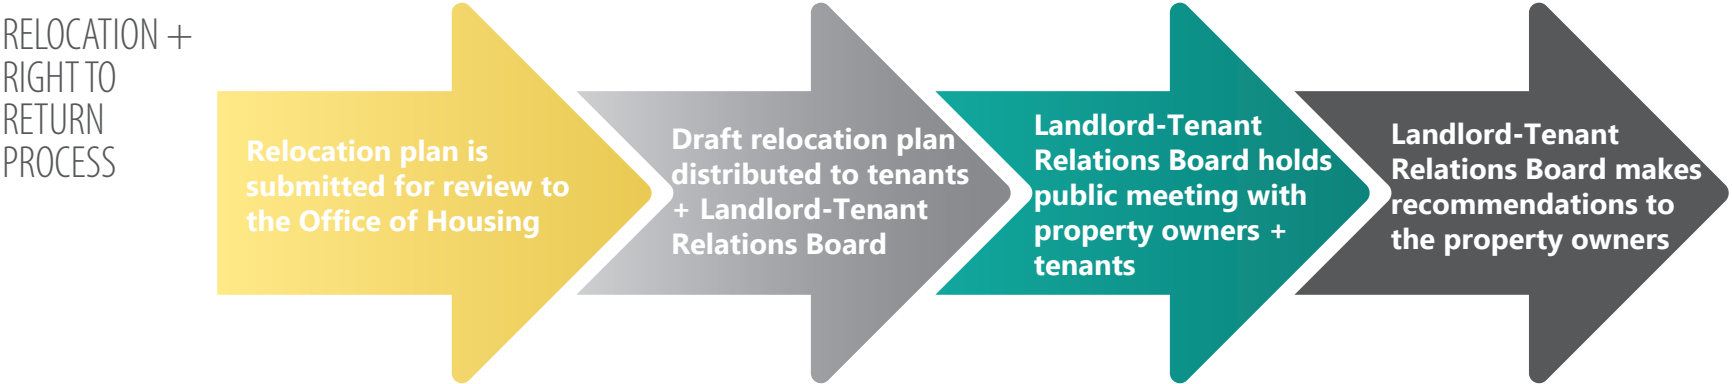 RELOCATION +
RIGHT TO
RETURN
PROCESS
Relocation plan is
submitted for review to
the Office of Housing
Draft relocation plan
distributed to tenants
+ Landlord-Tenant
Relations Board
Landlord-Tenant
Relations Board holds
public meeting with
property owners +
tenants
Landlord-Tenant
Relations Board makes
recommendations to
the property owners